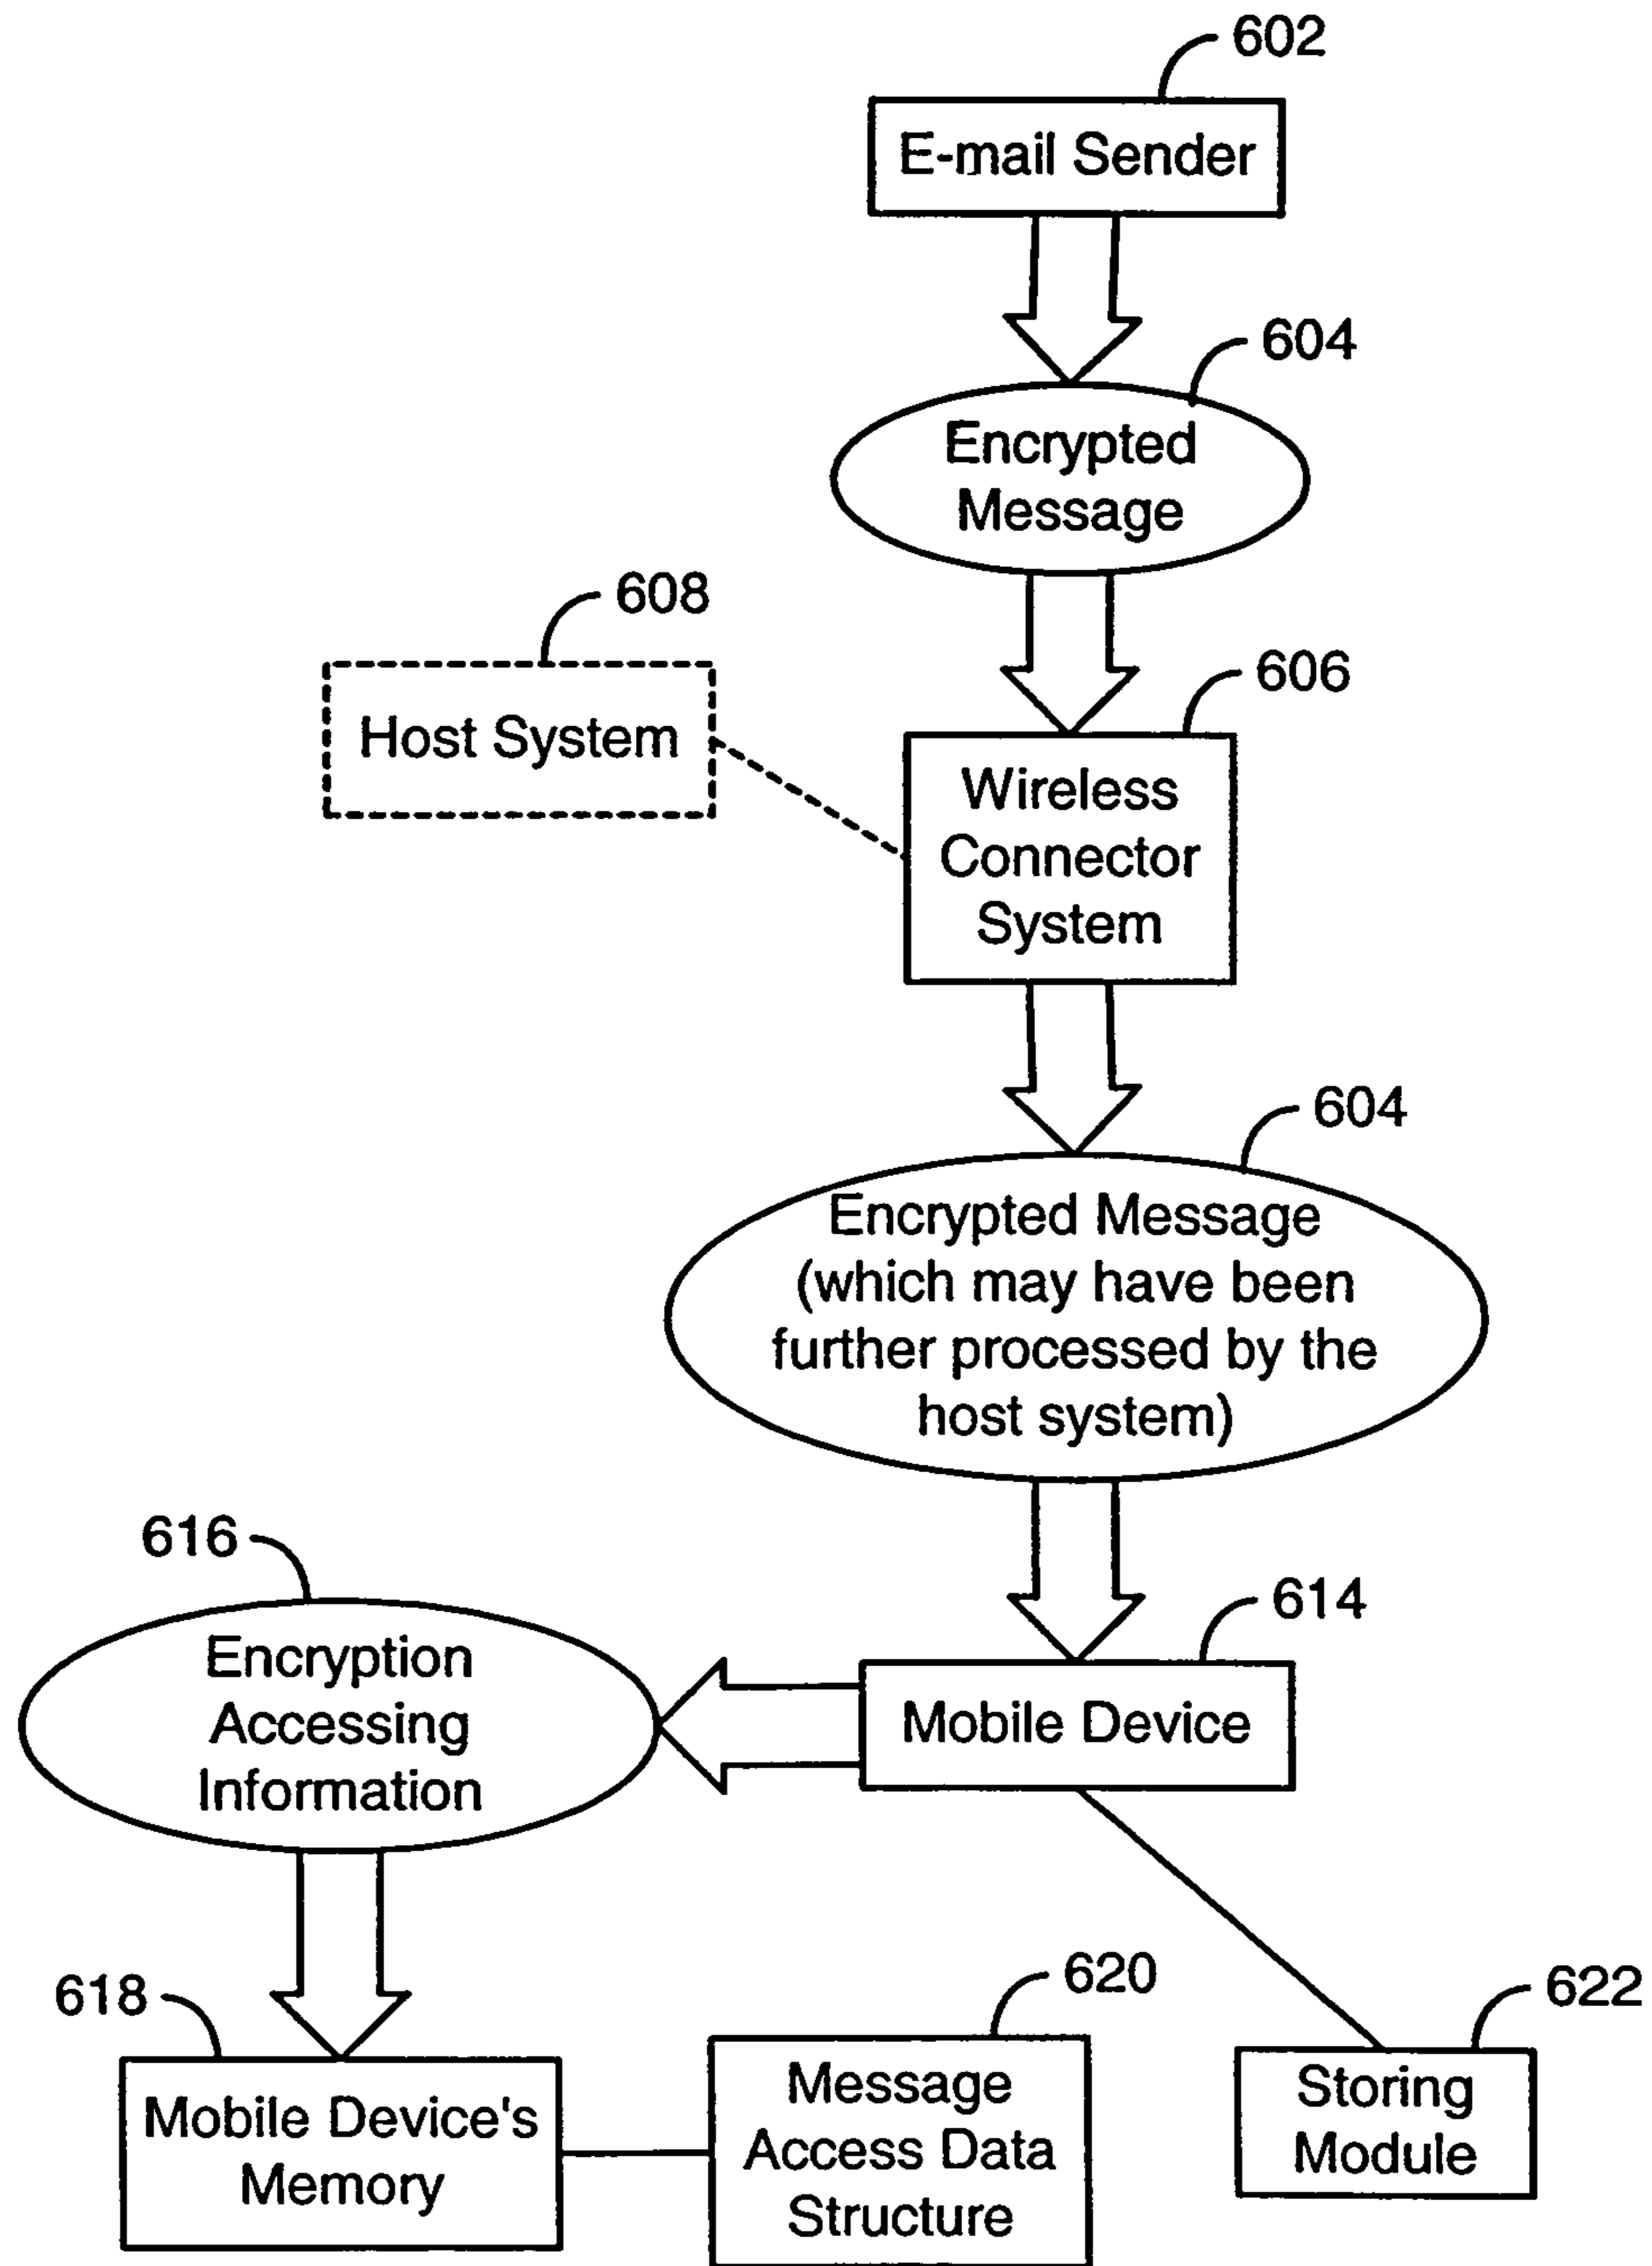 602
E-mail Sender
604
Encrypted
Message
608
Host System
606
Wireless
Connector
System
604
Encrypted Message
(which may have been
further processed by the
host system)
616
Encryption
Accessing
Information
614
Mobile Device
618
Mobile Device's
Memory
620
Message
Access Data
Structure
622
Storing
Module